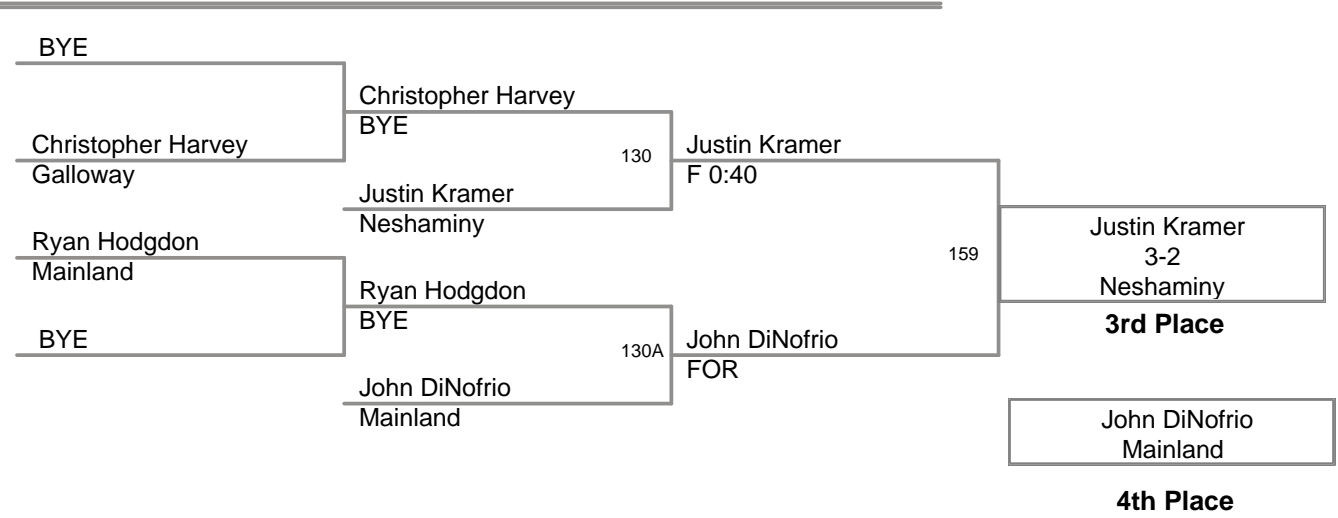 BYE
Christopher Harvey
BYE
Christopher Harvey
Galloway
130
Justin Kramer
F 0:40
Justin Kramer
Neshaminy
Ryan Hodgdon
Mainland
159
Justin Kramer
3-2
Neshaminy
3rd Place
Ryan Hodgdon
BYE
BYE
130A
John DiNofrio
FOR
John DiNofrio
Mainland
John DiNofrio
Mainland
4th Place